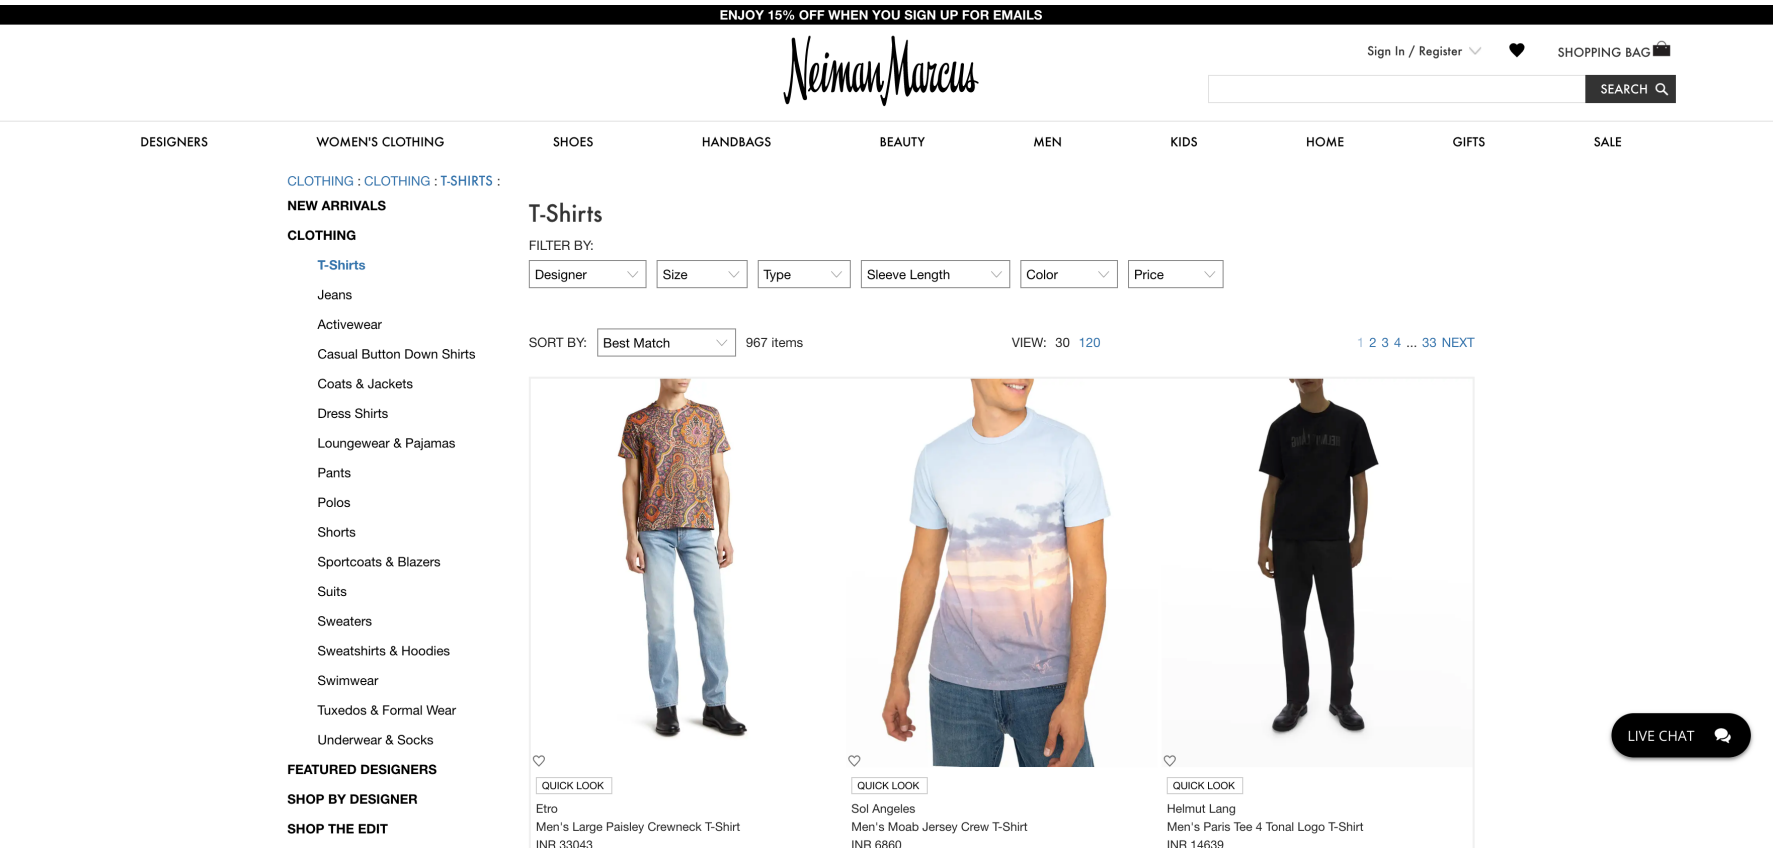 ENJOY 15% OFF WHEN YOU SIGN UP FOR EMAILS
Neiman Marcus
Sign In / Register
SHOPPING BAG
SEARCH
DESIGNERS WOMEN'S CLOTHING SHOES HANDBAGS BEAUTY MEN KIDS HOME GIFTS SALE
CLOTHING : CLOTHING : T-SHIRTS :
NEW ARRIVALS
CLOTHING
T-Shirts
Jeans
Activewear
Casual Button Down Shirts
Coats & Jackets
Dress Shirts
Loungewear & Pajamas
Pants
Polos
Shorts
Sportcoats & Blazers
Suits
Sweaters
Sweatshirts & Hoodies
Swimwear
Tuxedos & Formal Wear
Underwear & Socks
FEATURED DESIGNERS
SHOP BY DESIGNER
SHOP THE EDIT
T-Shirts
FILTER BY:
Designer Size Type Sleeve Length Color Price
SORT BY: Best Match 967 items VIEW: 30 120 1 2 3 4 ... 33 NEXT
QUICK LOOK
Etro
Men's Large Paisley Crewneck T-Shirt
INR 33043
QUICK LOOK
Sol Angeles
Men's Moab Jersey Crew T-Shirt
INR 6860
QUICK LOOK
Helmut Lang
Men's Paris Tee 4 Tonal Logo T-Shirt
INR 14639
LIVE CHAT